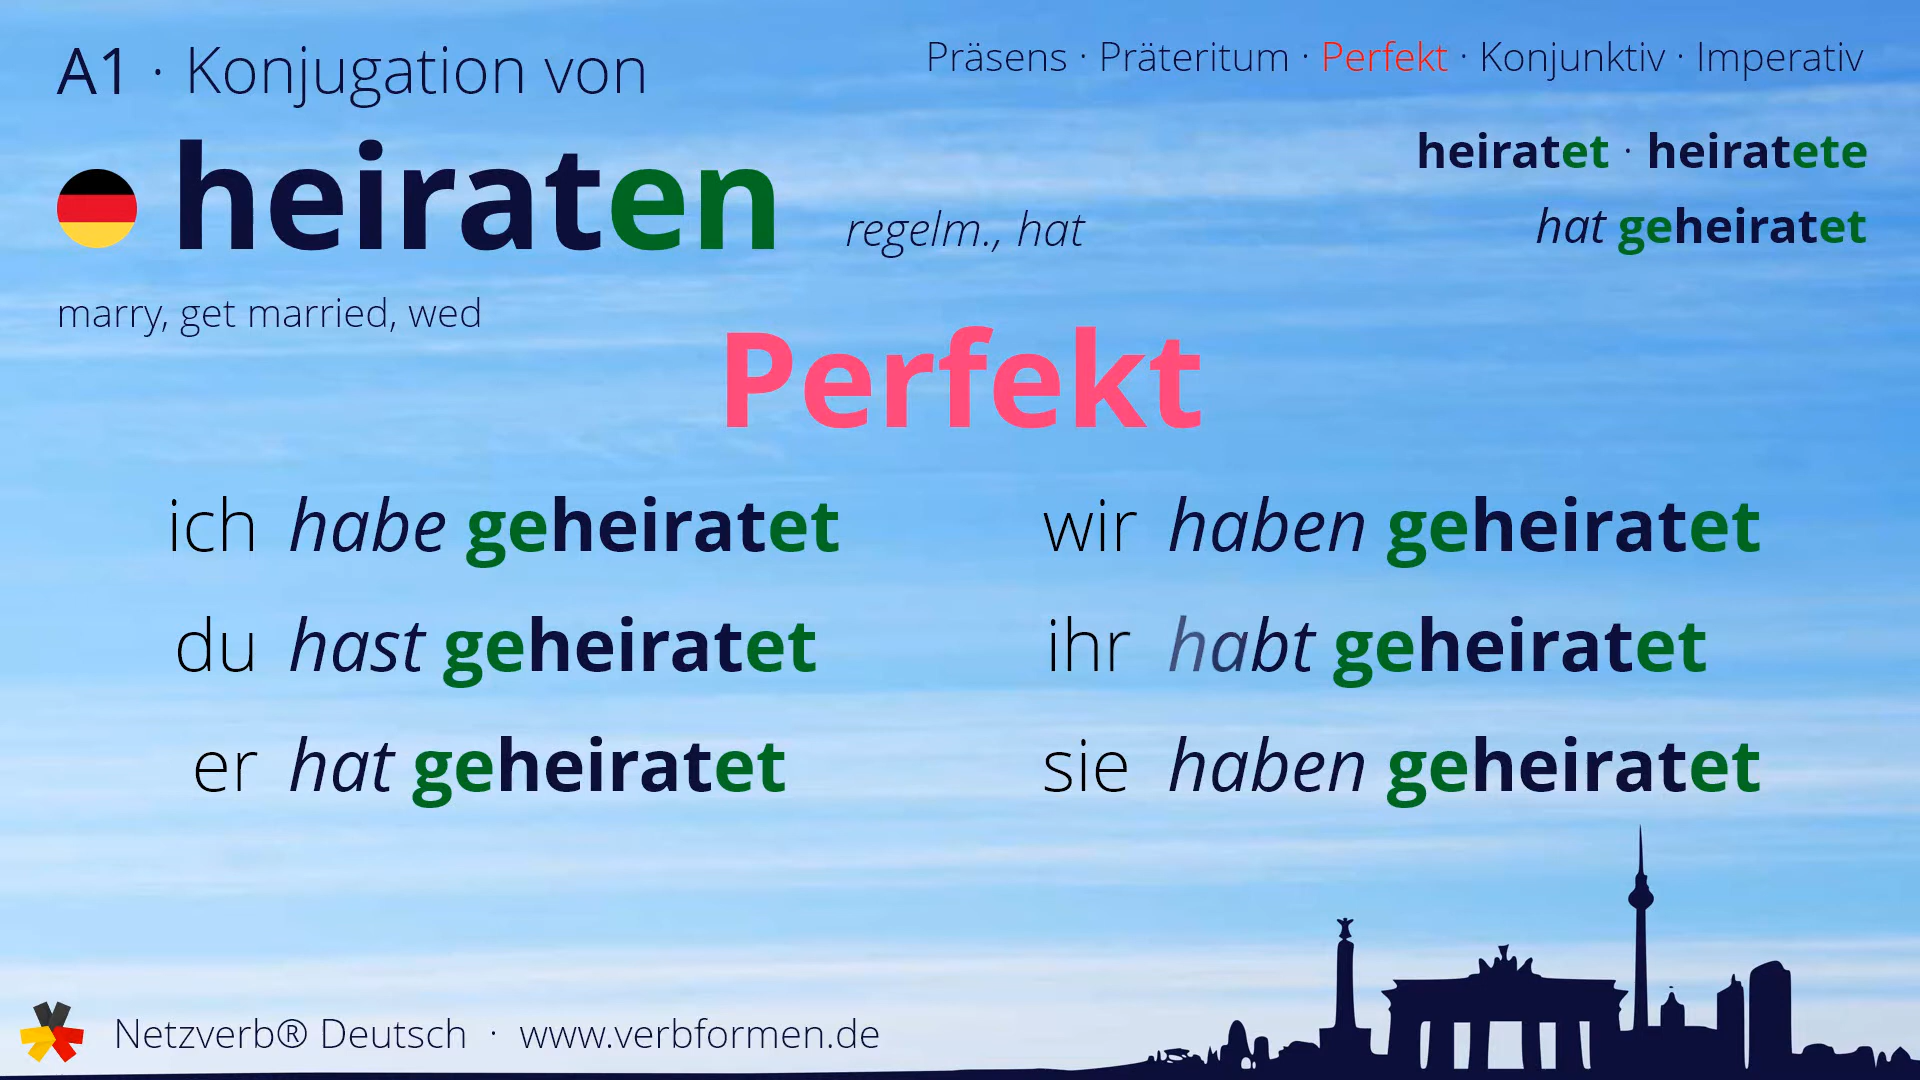 A1 · Konjugation von
Präsens · Präteritum · Perfekt · Konjunktiv · Imperativ
heiraten regelm., hat
heiratet · heiratete
hat geheiratet
marry, get married, wed
Perfekt
ich habe geheiratet
du hast geheiratet
er hat geheiratet
wir haben geheiratet
ihr habt geheiratet
sie haben geheiratet
Netzverb® Deutsch · www.verbformen.de